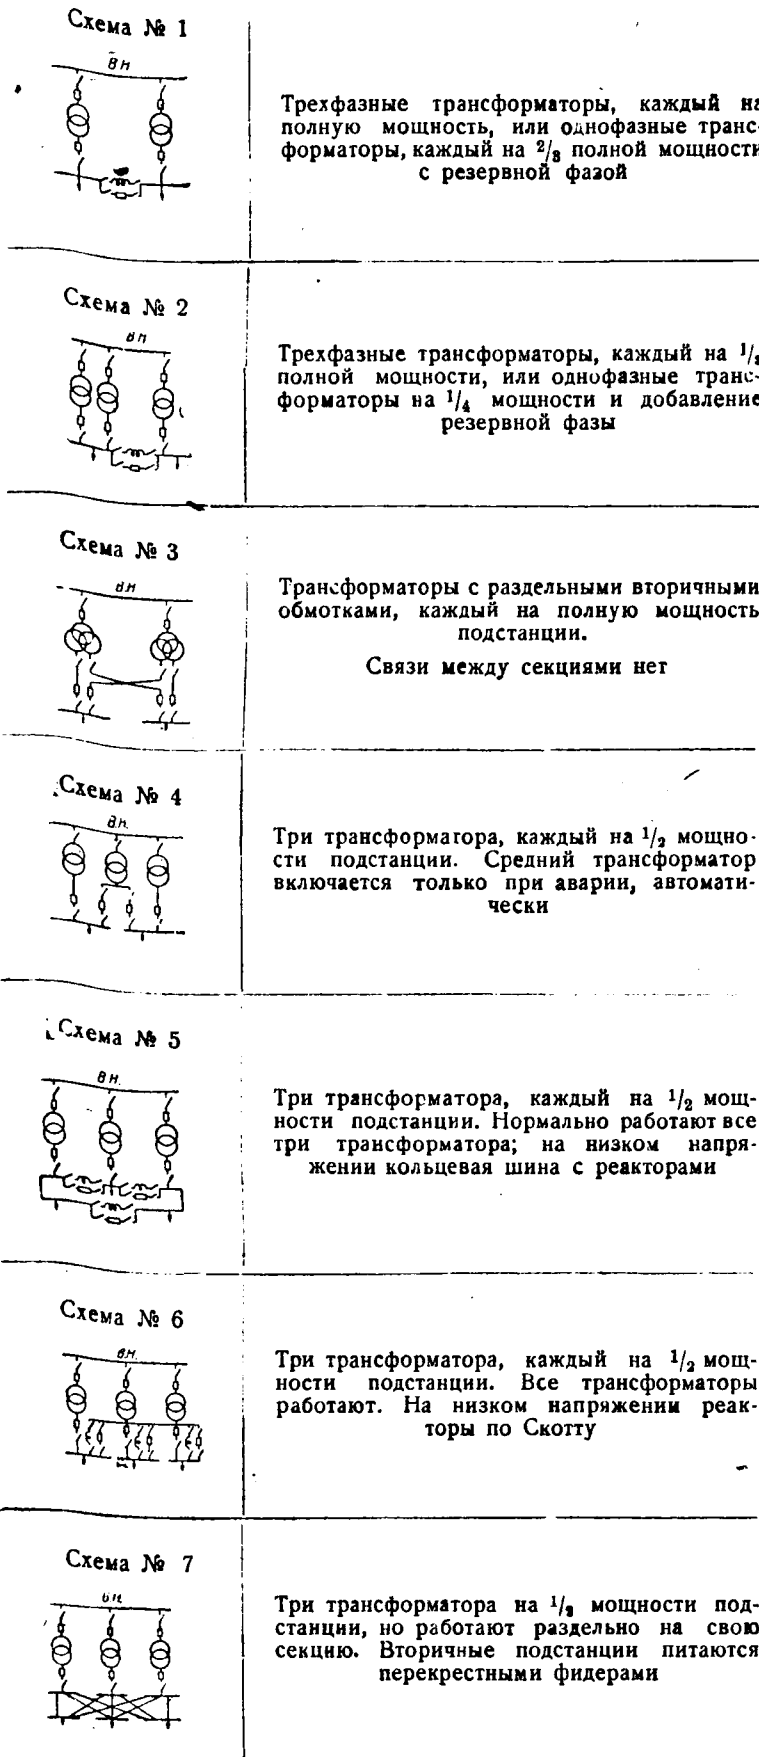 Схема № 1
ВН
Трехфазные трансформаторы, каждый на
полную мощность, или однофазные транс-
форматоры, каждый на 2/3 полной мощности
с резервной фазой
Схема № 2
ВН
Трехфазные трансформаторы, каждый на 1/2
полной мощности, или однофазные транс-
форматоры на 1/4 мощности и добавление
резервной фазы
Схема № 3
ВН
Трансформаторы с раздельными вторичными
обмотками, каждый на полную мощность
подстанции.
Связи между секциями нет
Схема № 4
ВН.
Три трансформатора, каждый на 1/2 мощно-
сти подстанции. Средний трансформатор
включается только при аварии, автомати-
чески
Схема № 5
ВН.
Три трансформатора, каждый на 1/2 мощ-
ности подстанции. Нормально работают все
три трансформатора; на низком напря-
жении кольцевая шина с реакторами
Схема № 6
ВН.
Три трансформатора, каждый на 1/2 мощ-
ности подстанции. Все трансформаторы
работают. На низком напряжении реак-
торы по Скотту
Схема № 7
ВН.
Три трансформатора на 1/2 мощности под-
станции, но работают раздельно на свою
секцию. Вторичные подстанции питаются
перекрестными фидерами